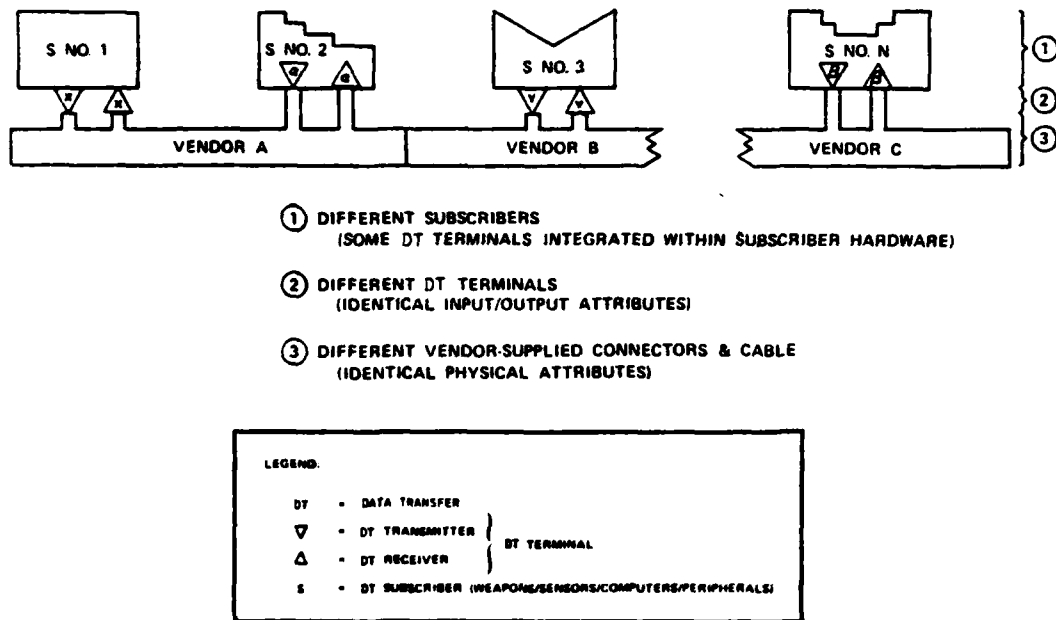 S NO. 1
S NO. 2
S NO. 3
S NO. N
x x
α α
β β
①
②
③
VENDOR A
VENDOR B
VENDOR C
① DIFFERENT SUBSCRIBERS
(SOME DT TERMINALS INTEGRATED WITHIN SUBSCRIBER HARDWARE)
② DIFFERENT DT TERMINALS
(IDENTICAL INPUT/OUTPUT ATTRIBUTES)
③ DIFFERENT VENDOR-SUPPLIED CONNECTORS & CABLE
(IDENTICAL PHYSICAL ATTRIBUTES)
LEGEND:
DT = DATA TRANSFER
▽ = DT TRANSMITTER
DT TERMINAL
△ = DT RECEIVER
S = DT SUBSCRIBER (WEAPONS/SENSORS/COMPUTERS/PERIPHERALS)